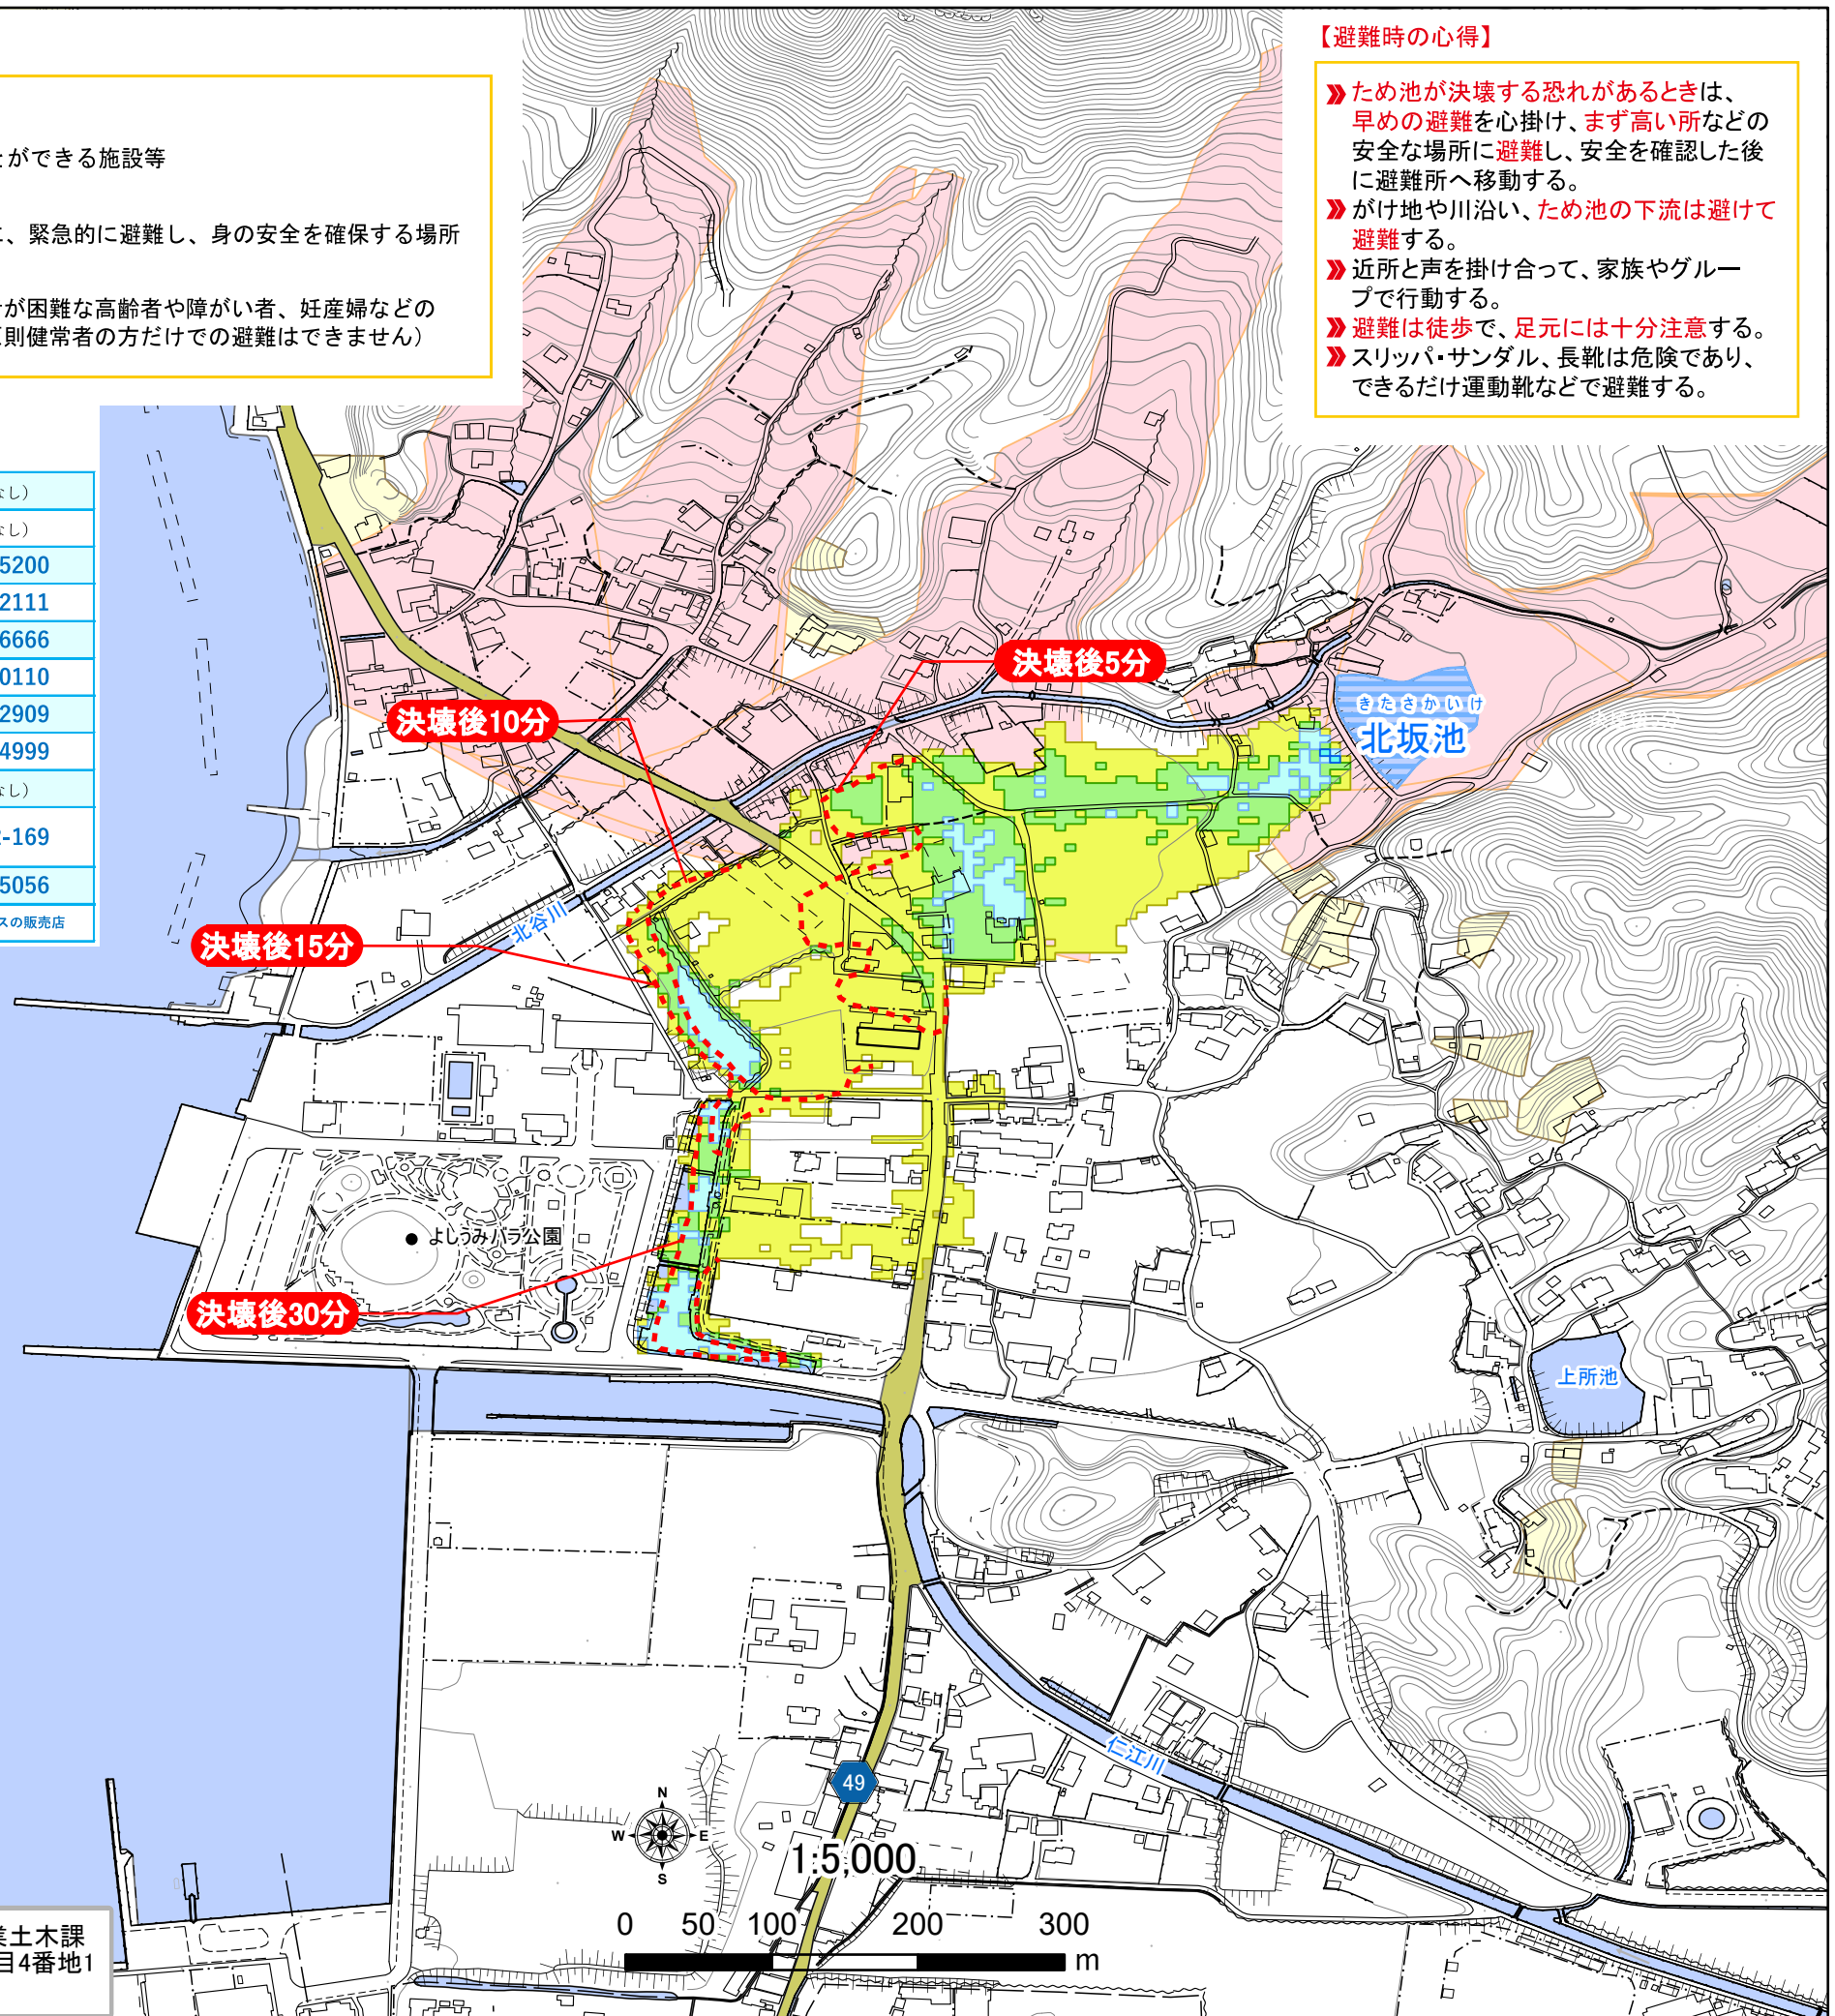 とができる施設等
に、緊急的に避難し、身の安全を確保する場所
が困難な高齢者や障がい者、妊産婦などの
則健常者の方だけでの避難はできません）
【避難時の心得】
ため池が決壊する恐れがあるときは、
早めの避難を心掛け、まず高い所などの
安全な場所に避難し、安全を確認した後
に避難所へ移動する。
がけ地や川沿い、ため池の下流は避けて
避難する。
近所と声を掛け合って、家族やグルー
プで行動する。
避難は徒歩で、足元には十分注意する。
スリッパ・サンダル、長靴は危険であり、
できるだけ運動靴などで避難する。
なし）
なし）
5200
2111
6666
0110
2909
4999
なし）
2-169
5056
スの販売店
決壊後5分
決壊後10分
決壊後15分
決壊後30分
きたさかいけ
北坂池
北谷川
よしうみバラ公園
上所池
仁江川
49
N
W E
S
1:5,000
0 50 100 200 300
m
業土木課
目4番地1